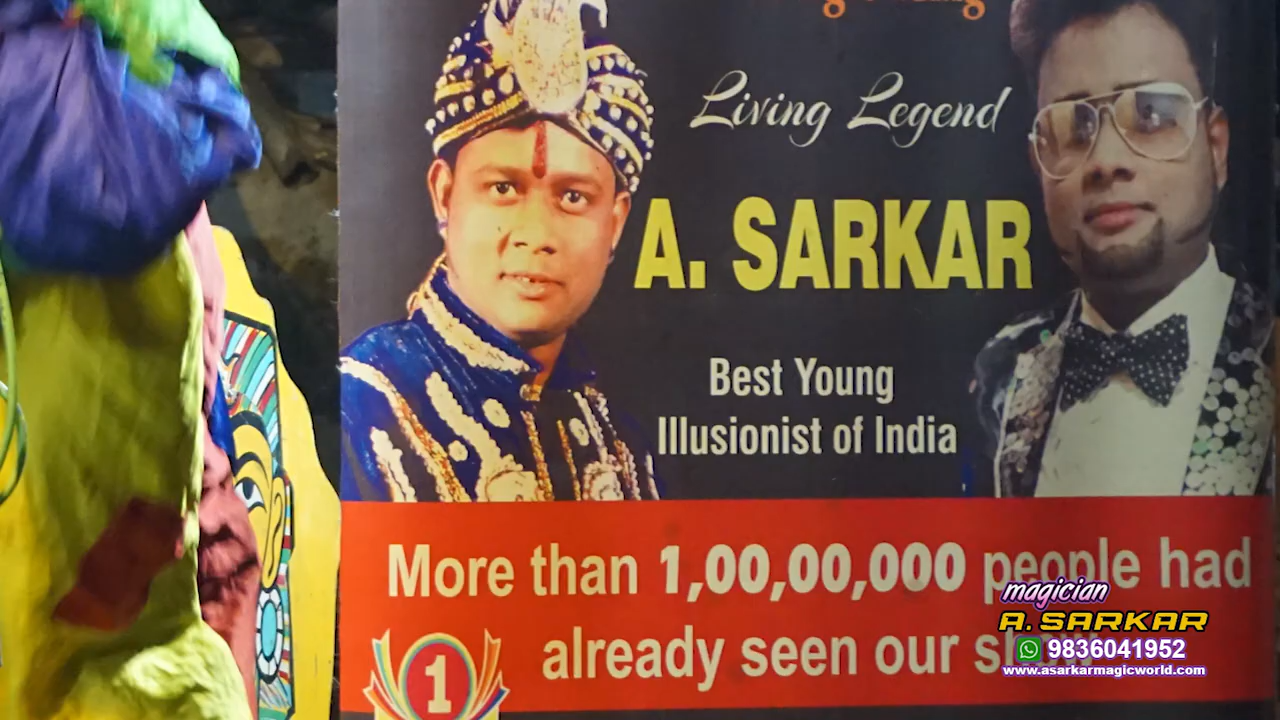 Living Legend
A. SARKAR
Best Young
Illusionist of India
More than 1,00,00,000 people had
already seen our show
1
magician
A. SARKAR
9836041952
www.asarkarmagicworld.com